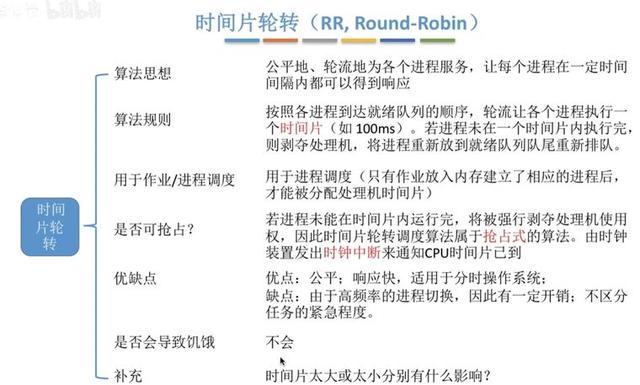 时间片轮转（RR, Round-Robin）
算法思想
公平地、轮流地为各个进程服务，让每个进程在一定时间
间隔内都可以得到响应
算法规则
按照各进程到达就绪队列的顺序，轮流让各个进程执行一
个时间片（如 100ms）。若进程未在一个时间片内执行完，
则剥夺处理机，将进程重新放到就绪队列队尾重新排队。
用于作业/进程调度
用于进程调度（只有作业放入内存建立了相应的进程后，
才能被分配处理机时间片）
时间
片轮
转
是否可抢占？
若进程未能在时间片内运行完，将被强行剥夺处理机使用
权，因此时间片轮转调度算法属于抢占式的算法。由时钟
装置发出时钟中断来通知CPU时间片已到
优缺点
优点：公平；响应快，适用于分时操作系统；
缺点：由于高频率的进程切换，因此有一定开销；不区分
任务的紧急程度。
是否会导致饥饿
不会
补充
时间片太大或太小分别有什么影响？